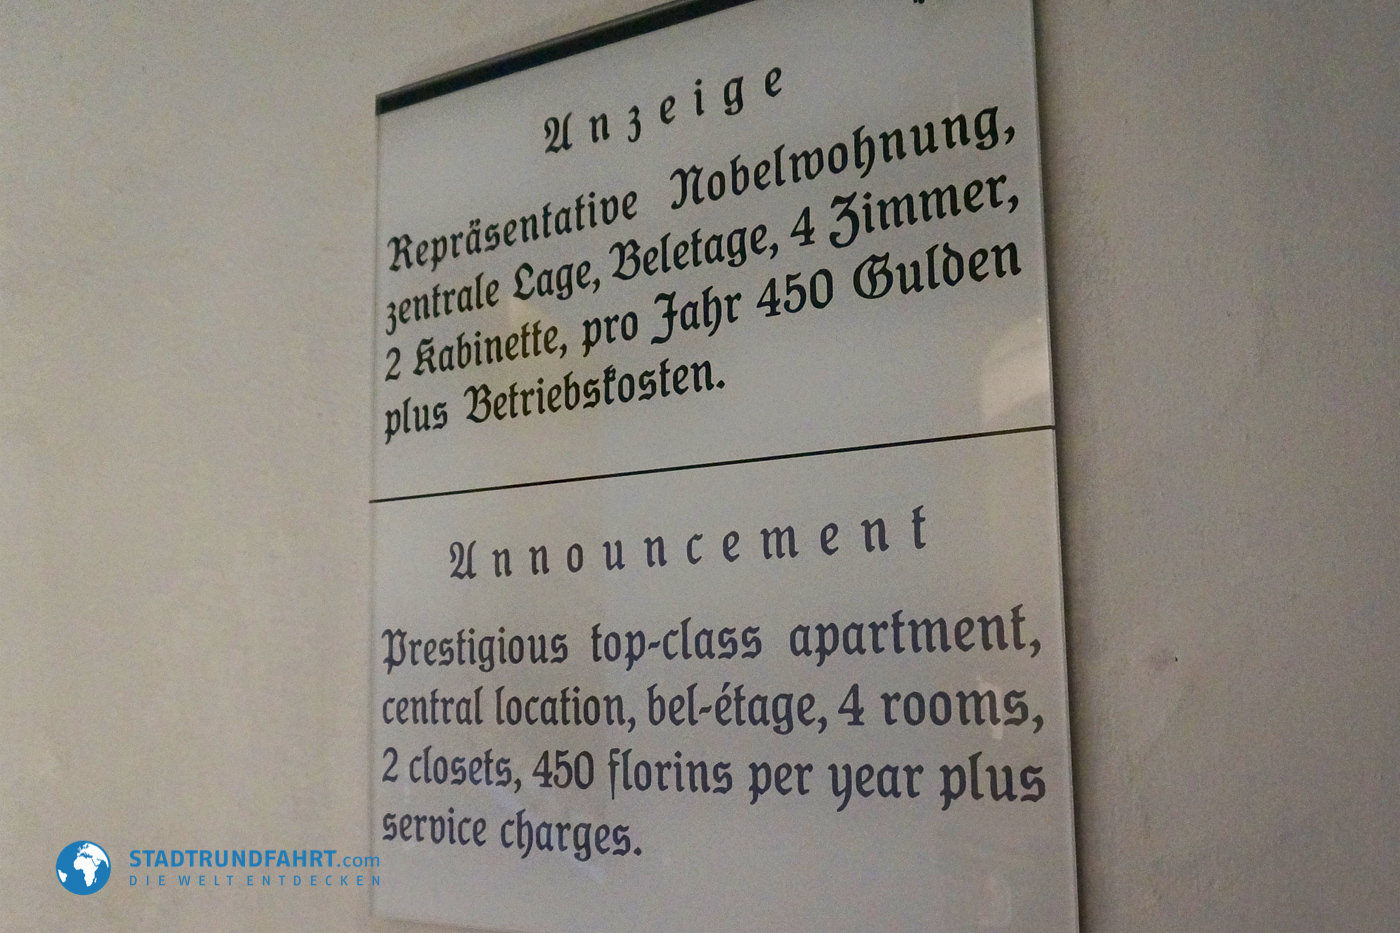 Anzeige
Repräsentative Nobelwohnung,
zentrale Lage, Beletage, 4 Zimmer,
2 Kabinette, pro Jahr 450 Gulden
plus Betriebskosten.
Announcement
Prestigious top-class apartment,
central location, bel-étage, 4 rooms,
2 closets, 450 florins per year plus
service charges.
STADTRUNDFAHRT.com
DIE WELT ENTDECKEN